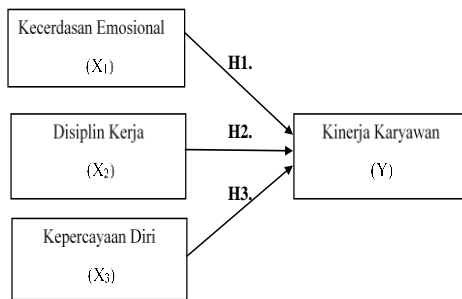 Kecerdasan Emosional
(X1)
H1.
Disiplin Kerja
(X2)
H2.
Kinerja Karyawan
(Y)
H3.
Kepercayaan Diri
(X3)